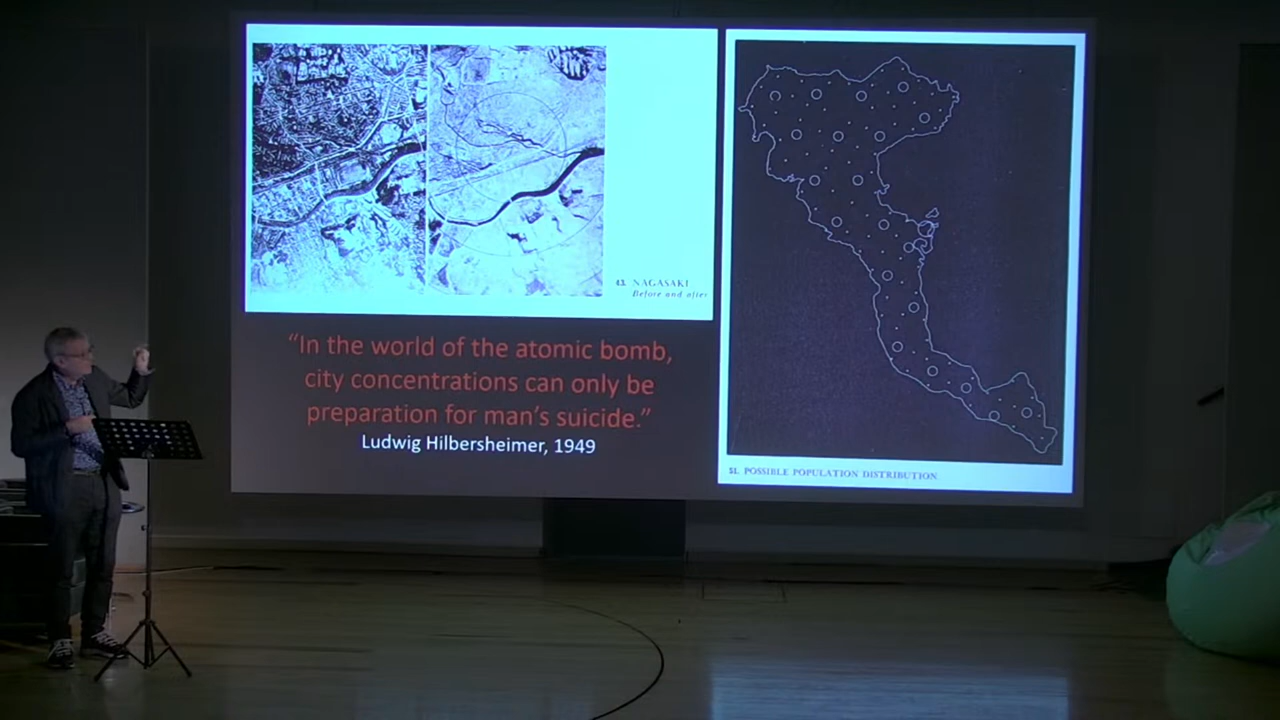 43. NAGASAKI
Before and after
“In the world of the atomic bomb,
city concentrations can only be
preparation for man’s suicide.”
Ludwig Hilbersheimer, 1949
51. POSSIBLE POPULATION DISTRIBUTION